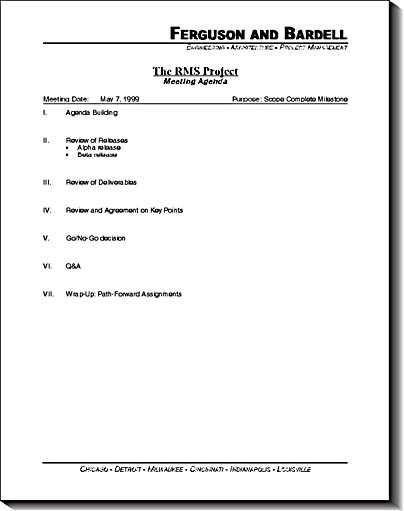 FERGUSON AND BARDELL
ENGINEERING • ARCHITECTURE • PROJECT MANAGEMENT
The RMS Project
Meeting Agenda
Meeting Date: May 7, 1999 Purpose: Scope Complete Milestone
I. Agenda Building
II. Review of Releases
• Alpha release
• Beta release
III. Review of Deliverables
IV. Review and Agreement on Key Points
V. Go/No-Go decision
VI. Q&A
VII. Wrap-Up: Path-Forward Assignments
CHICAGO • DETROIT • MILWAUKEE • CINCINNATI • INDIANAPOLIS • LOUISVILLE